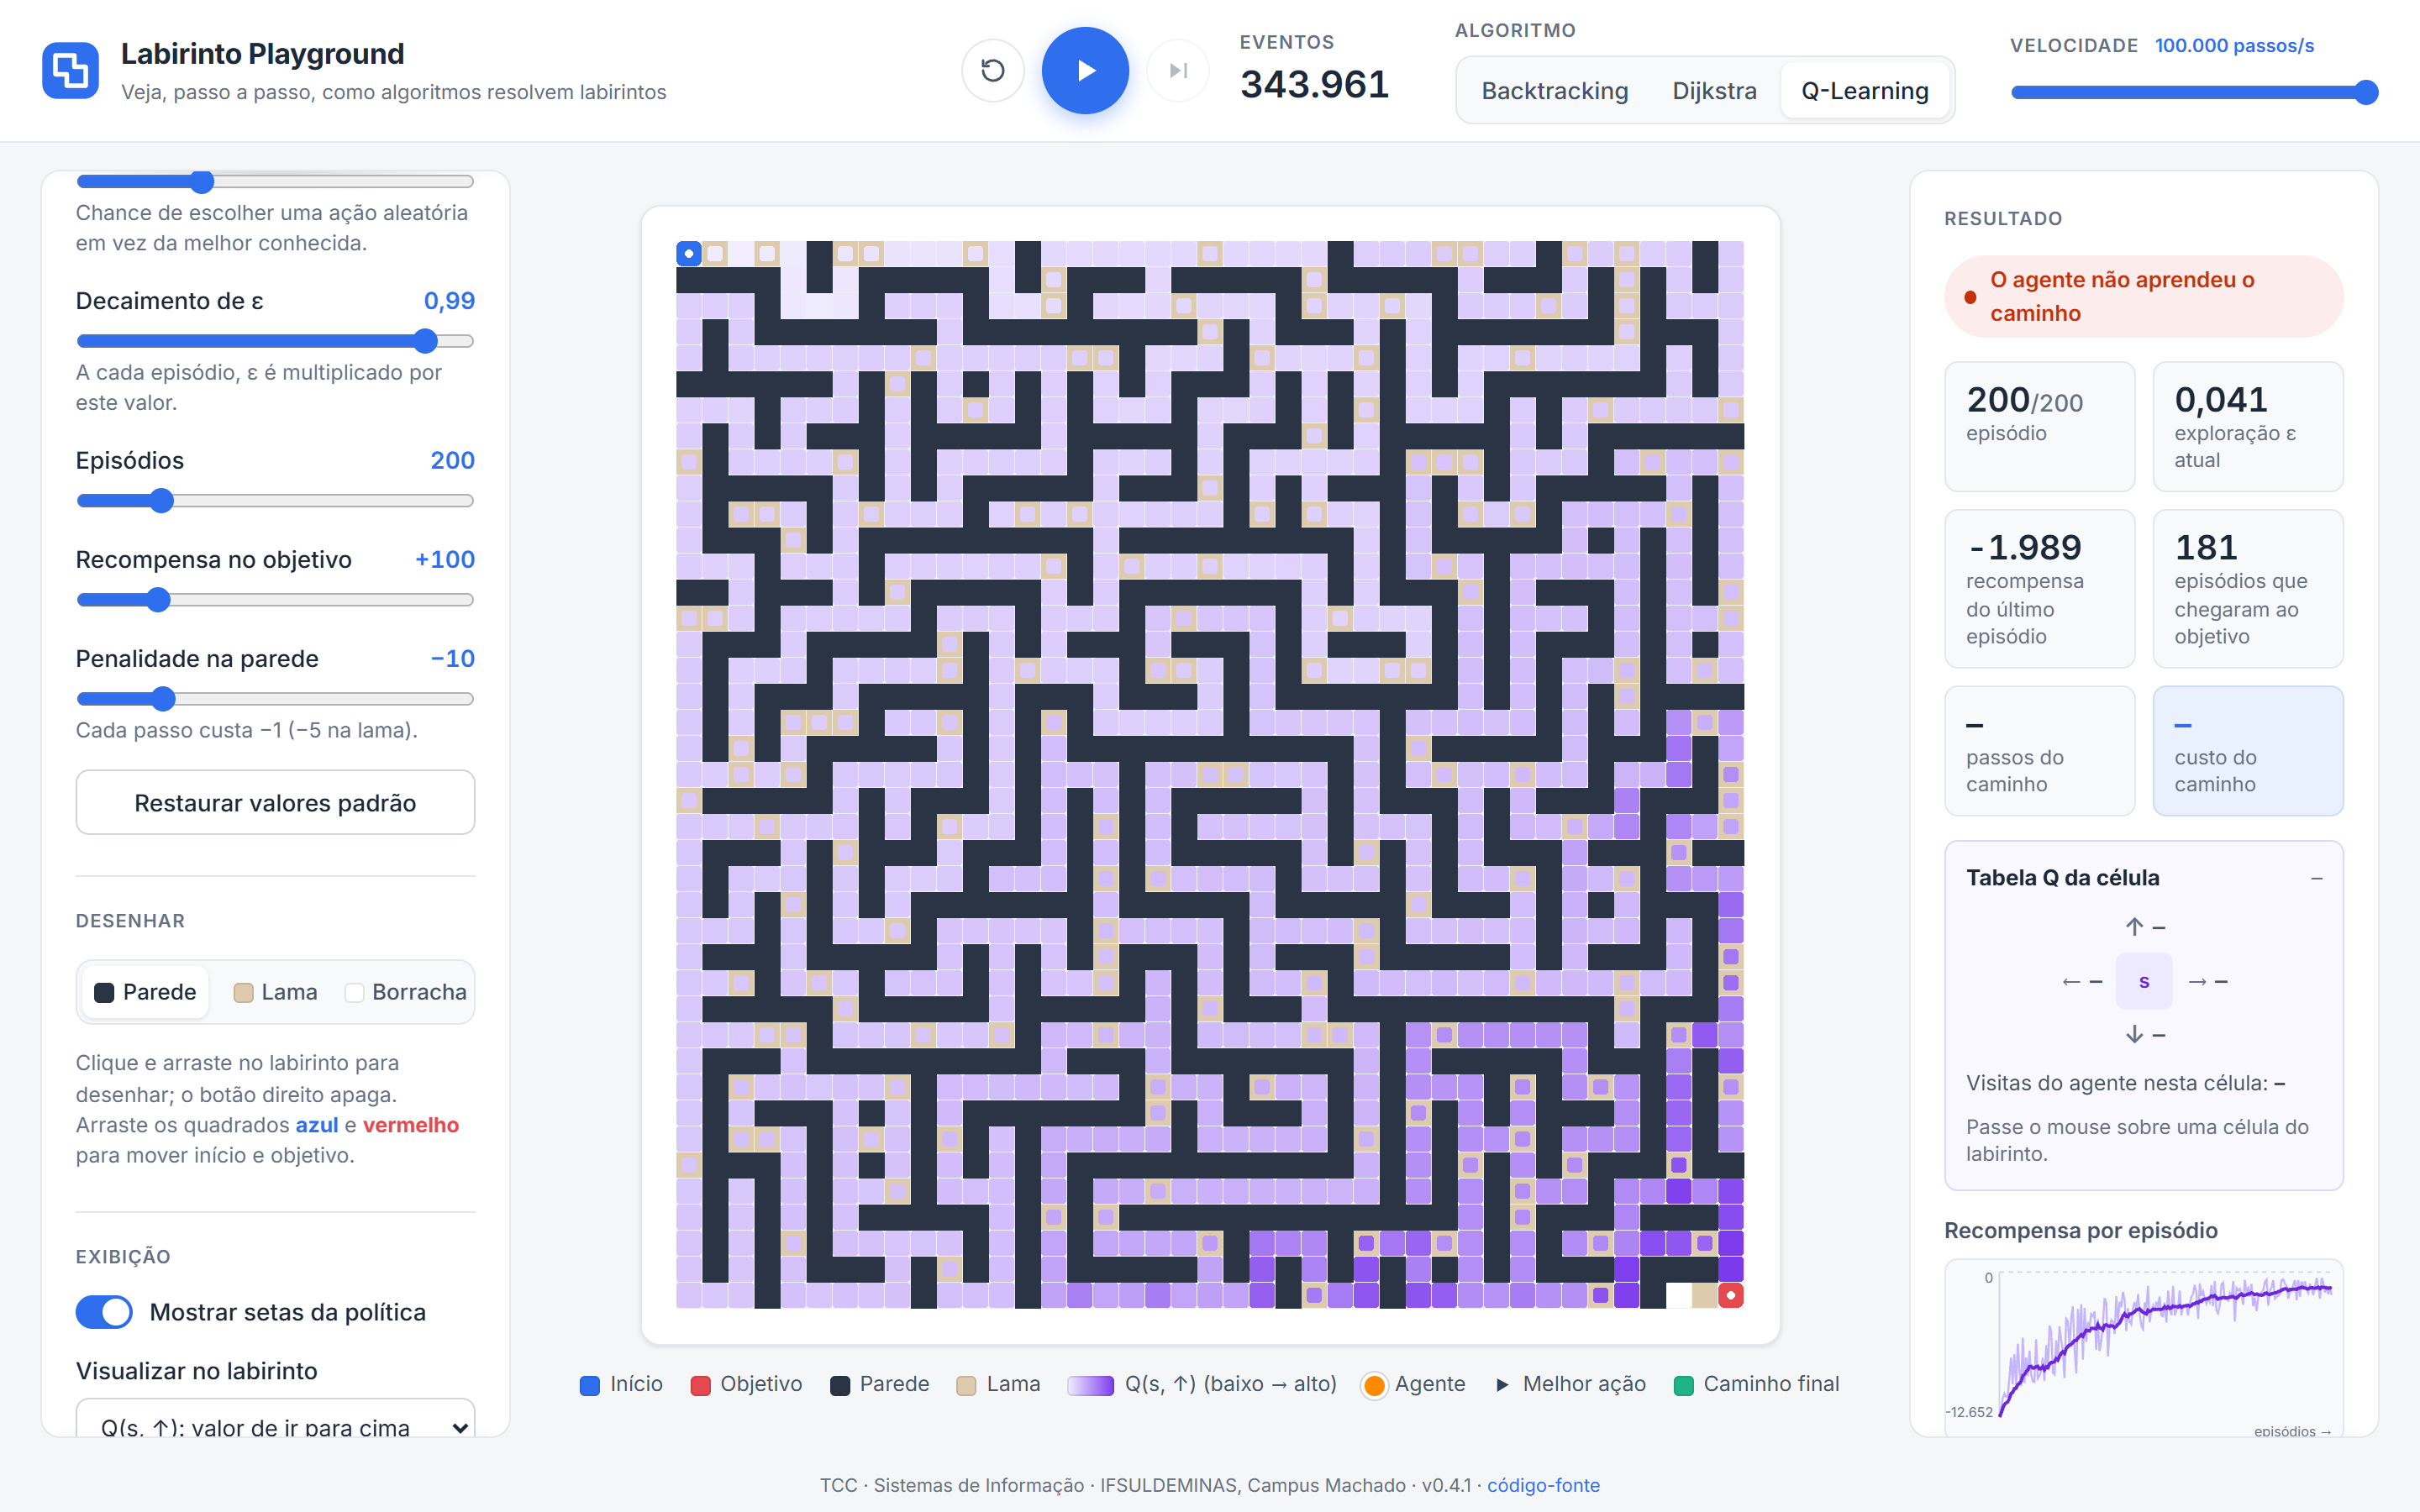 Labirinto Playground
Veja, passo a passo, como algoritmos resolvem labirintos
EVENTOS
343.961
ALGORITMO
Backtracking Dijkstra Q-Learning
VELOCIDADE 100.000 passos/s
Chance de escolher uma ação aleatória
em vez da melhor conhecida.
Decaimento de ε 0,99
A cada episódio, ε é multiplicado por
este valor.
Episódios 200
Recompensa no objetivo +100
Penalidade na parede −10
Cada passo custa −1 (−5 na lama).
Restaurar valores padrão
DESENHAR
Parede Lama Borracha
Clique e arraste no labirinto para
desenhar; o botão direito apaga.
Arraste os quadrados azul e vermelho
para mover início e objetivo.
EXIBIÇÃO
Mostrar setas da política
Visualizar no labirinto
Q(s, ↑): valor de ir para cima
Início Objetivo Parede Lama Q(s, ↑) (baixo → alto) Agente Melhor ação Caminho final
RESULTADO
O agente não aprendeu o
caminho
200/200
episódio
0,041
exploração ε
atual
-1.989
recompensa
do último
episódio
181
episódios que
chegaram ao
objetivo
–
passos do
caminho
–
custo do
caminho
Tabela Q da célula –
↑ –
← – s → –
↓ –
Visitas do agente nesta célula: –
Passe o mouse sobre uma célula do
labirinto.
Recompensa por episódio
0
-12.652
episódios →
TCC · Sistemas de Informação · IFSULDEMINAS, Campus Machado · v0.4.1 · código-fonte